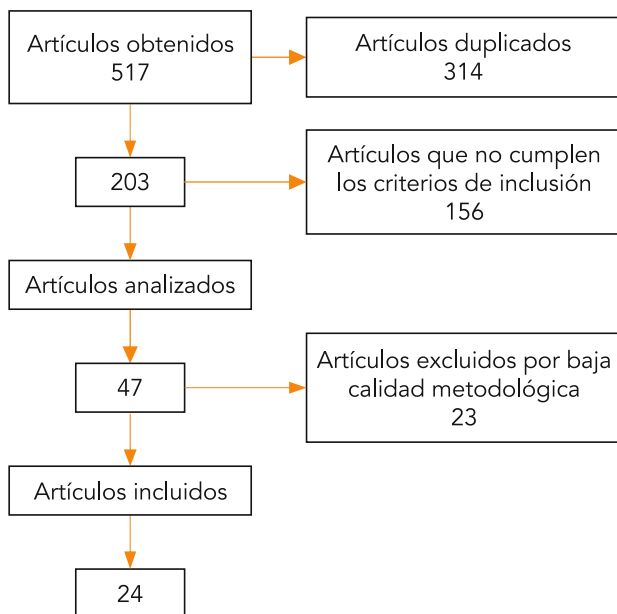 Artículos obtenidos
517
Artículos duplicados
314
203
Artículos que no cumplen
los criterios de inclusión
156
Artículos analizados
47
Artículos excluidos por baja
calidad metodológica
23
Artículos incluidos
24